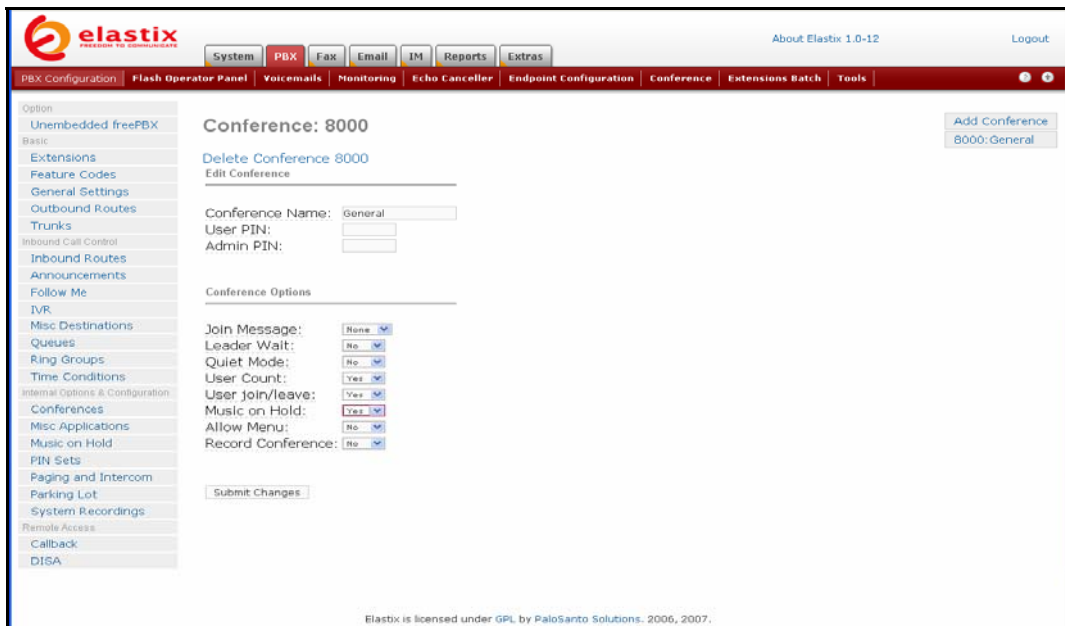 elastix
FREEDOM TO COMMUNICATE
About Elastix 1.0-12
Logout
System
PBX
Fax
Email
IM
Reports
Extras
PBX Configuration
Flash Operator Panel
Voicemails
Monitoring
Echo Canceller
Endpoint Configuration
Conference
Extensions Batch
Tools
Option
Unembedded freePBX
Basic
Extensions
Feature Codes
General Settings
Outbound Routes
Trunks
Inbound Call Control
Inbound Routes
Announcements
Follow Me
IVR
Misc Destinations
Queues
Ring Groups
Time Conditions
Internal Options & Configuration
Conferences
Misc Applications
Music on Hold
PIN Sets
Paging and Intercom
Parking Lot
System Recordings
Remote Access
Callback
DISA
Conference: 8000
Delete Conference 8000
Edit Conference
Conference Name: General
User PIN:
Admin PIN:
Conference Options
Join Message: None
Leader Wait: No
Quiet Mode: No
User Count: Yes
User join/leave: Yes
Music on Hold: Yes
Allow Menu: No
Record Conference: No
Submit Changes
Add Conference
8000:General
Elastix is licensed under GPL by PaloSanto Solutions. 2006, 2007.